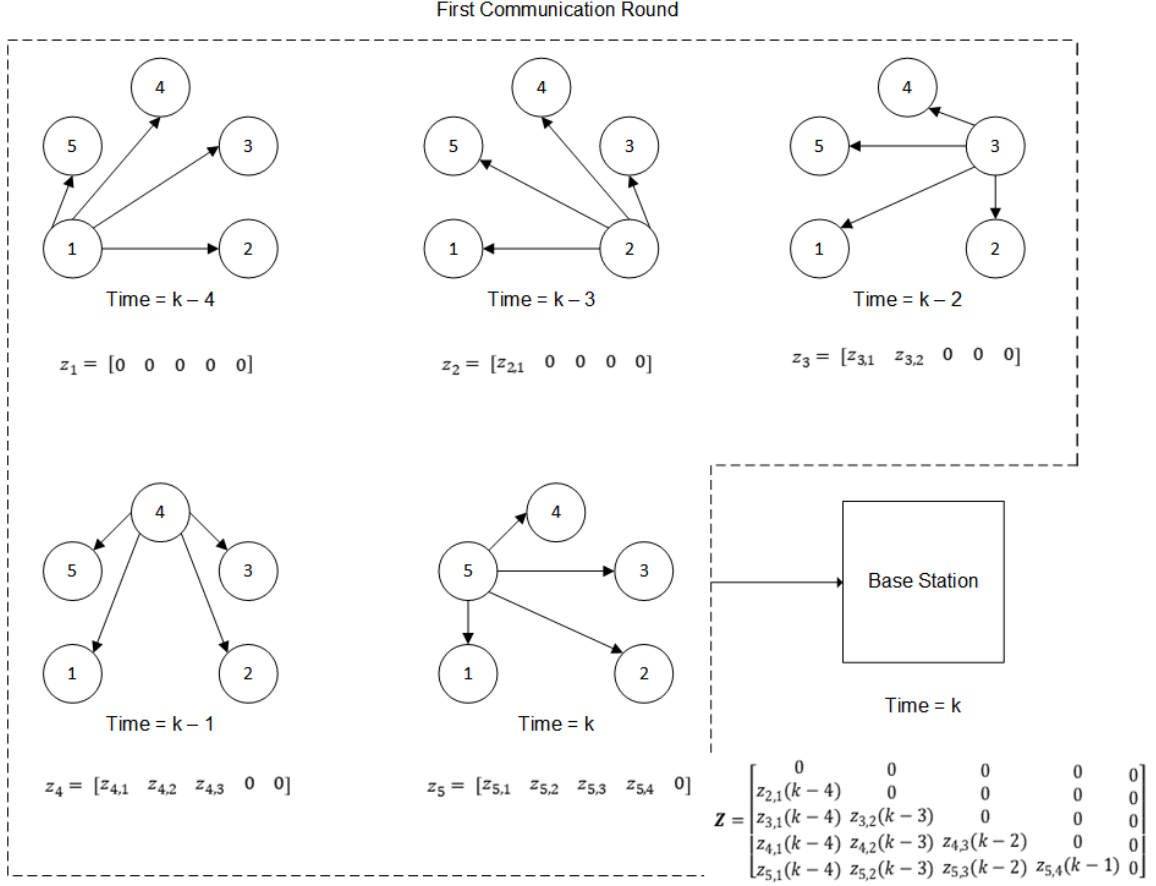 First Communication Round
4
5
3
1
2
Time = k – 4
z₁ = [0 0 0 0 0]
4
5
3
1
2
Time = k – 3
z₂ = [z₂,₁ 0 0 0 0]
4
5
3
1
2
Time = k – 2
z₃ = [z₃,₁ z₃,₂ 0 0 0]
4
5
3
1
2
Time = k – 1
z₄ = [z₄,₁ z₄,₂ z₄,₃ 0 0]
4
5
3
1
2
Time = k
z₅ = [z₅,₁ z₅,₂ z₅,₃ z₅,₄ 0]
Base Station
Time = k
0 0 0 0 0
z₂,₁(k − 4) 0 0 0 0
Z = z₃,₁(k − 4) z₃,₂(k − 3) 0 0 0
z₄,₁(k − 4) z₄,₂(k − 3) z₄,₃(k − 2) 0 0
z₅,₁(k − 4) z₅,₂(k − 3) z₅,₃(k − 2) z₅,₄(k − 1) 0